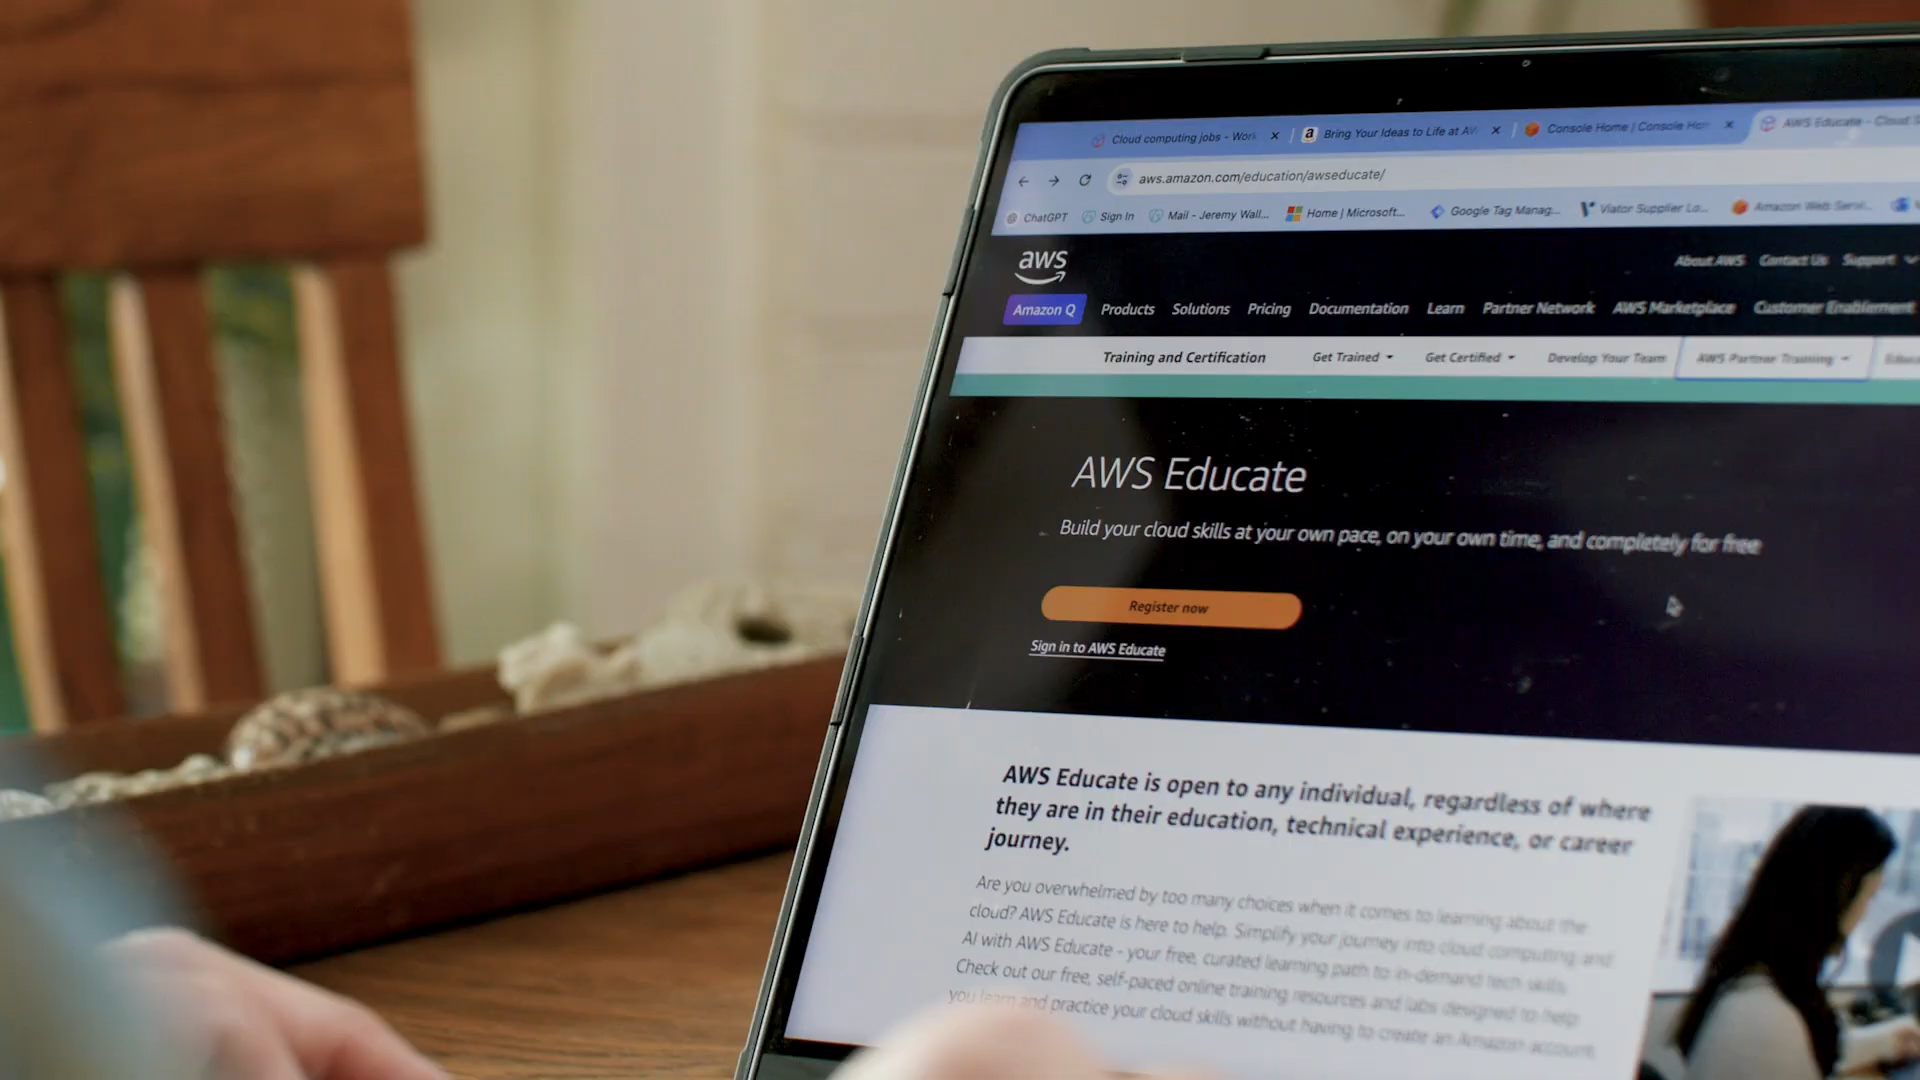 Cloud computing jobs - Work
Bring Your Ideas to Life at AW
Console Home | Console Hom
AWS Educate - Cloud S
aws.amazon.com/education/awseducate/
ChatGPT
Sign In
Mail - Jeremy Wall...
Home | Microsoft...
Google Tag Manag...
Viator Supplier Lo...
Amazon Web Servi...
aws
About AWS
Contact Us
Support
Amazon Q
Products
Solutions
Pricing
Documentation
Learn
Partner Network
AWS Marketplace
Customer Enablement
Training and Certification
Get Trained
Get Certified
Develop Your Team
AWS Partner Training
AWS Educate
Build your cloud skills at your own pace, on your own time, and completely for free
Register now
Sign in to AWS Educate
AWS Educate is open to any individual, regardless of where
they are in their education, technical experience, or career
journey.
Are you overwhelmed by too many choices when it comes to learning about the
cloud? AWS Educate is here to help. Simplify your journey into cloud computing and
AI with AWS Educate - your free, curated learning path to in-demand tech skills.
Check out our free, self-paced online training resources and labs designed to help
you learn and practice your cloud skills without having to create an Amazon account.